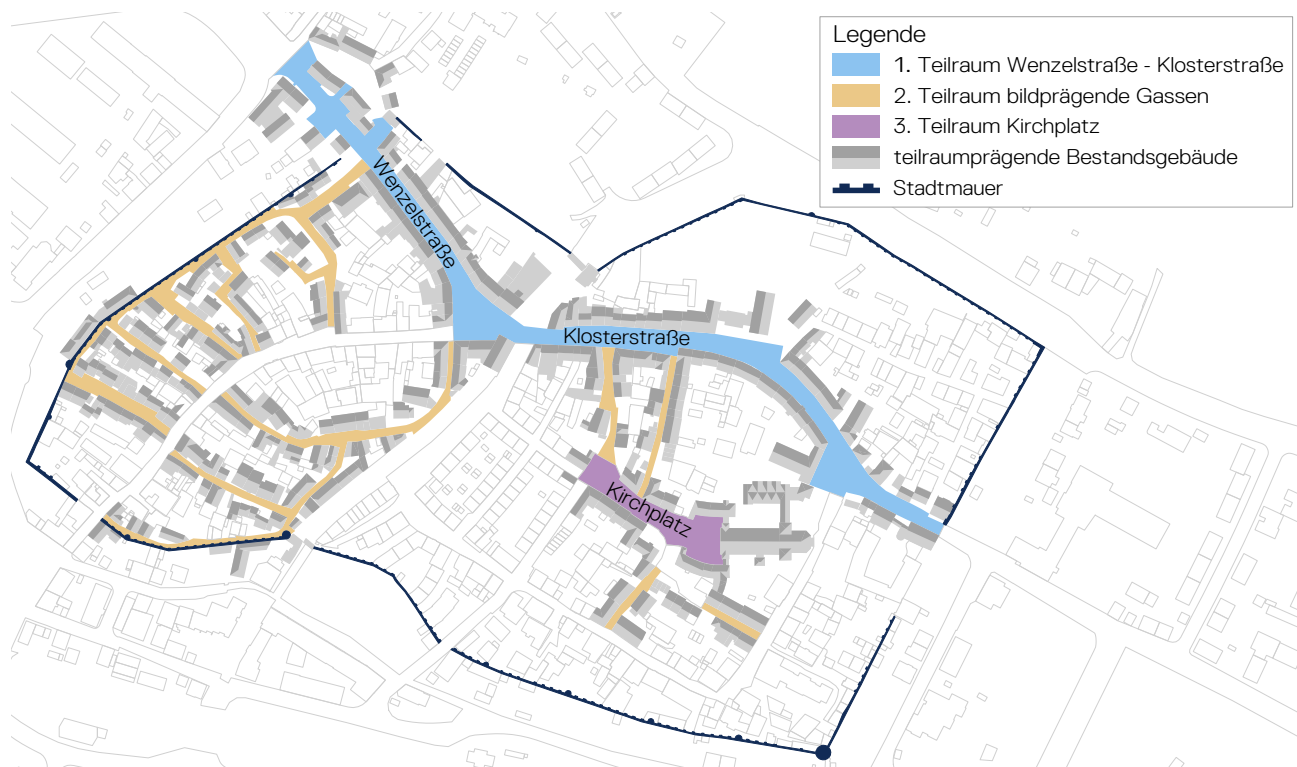 Legende
1. Teilraum Wenzelstraße - Klosterstraße
2. Teilraum bildprägende Gassen
3. Teilraum Kirchplatz
teilraumprägende Bestandsgebäude
Stadtmauer
Wenzelstraße
Klosterstraße
Kirchplatz